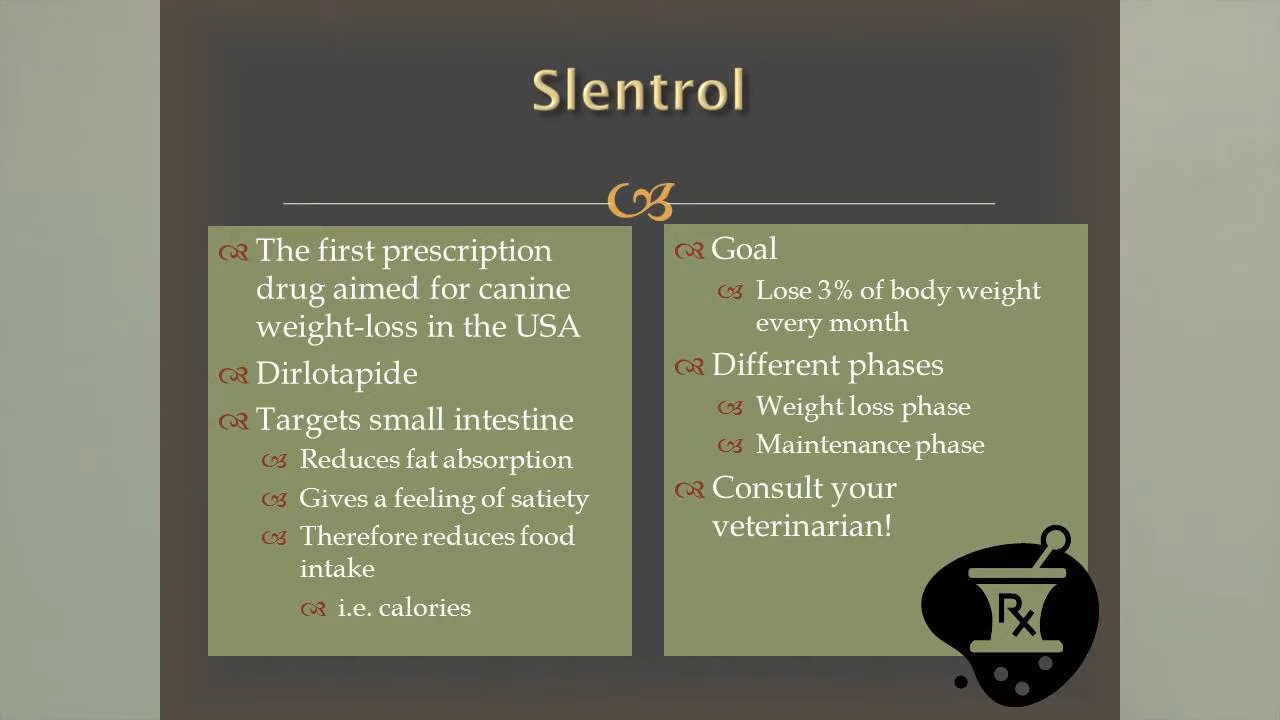 Slentrol
The first prescription
drug aimed for canine
weight-loss in the USA
Dirlotapide
Targets small intestine
Reduces fat absorption
Gives a feeling of satiety
Therefore reduces food
intake
i.e. calories
Goal
Lose 3% of body weight
every month
Different phases
Weight loss phase
Maintenance phase
Consult your
veterinarian!
Rx